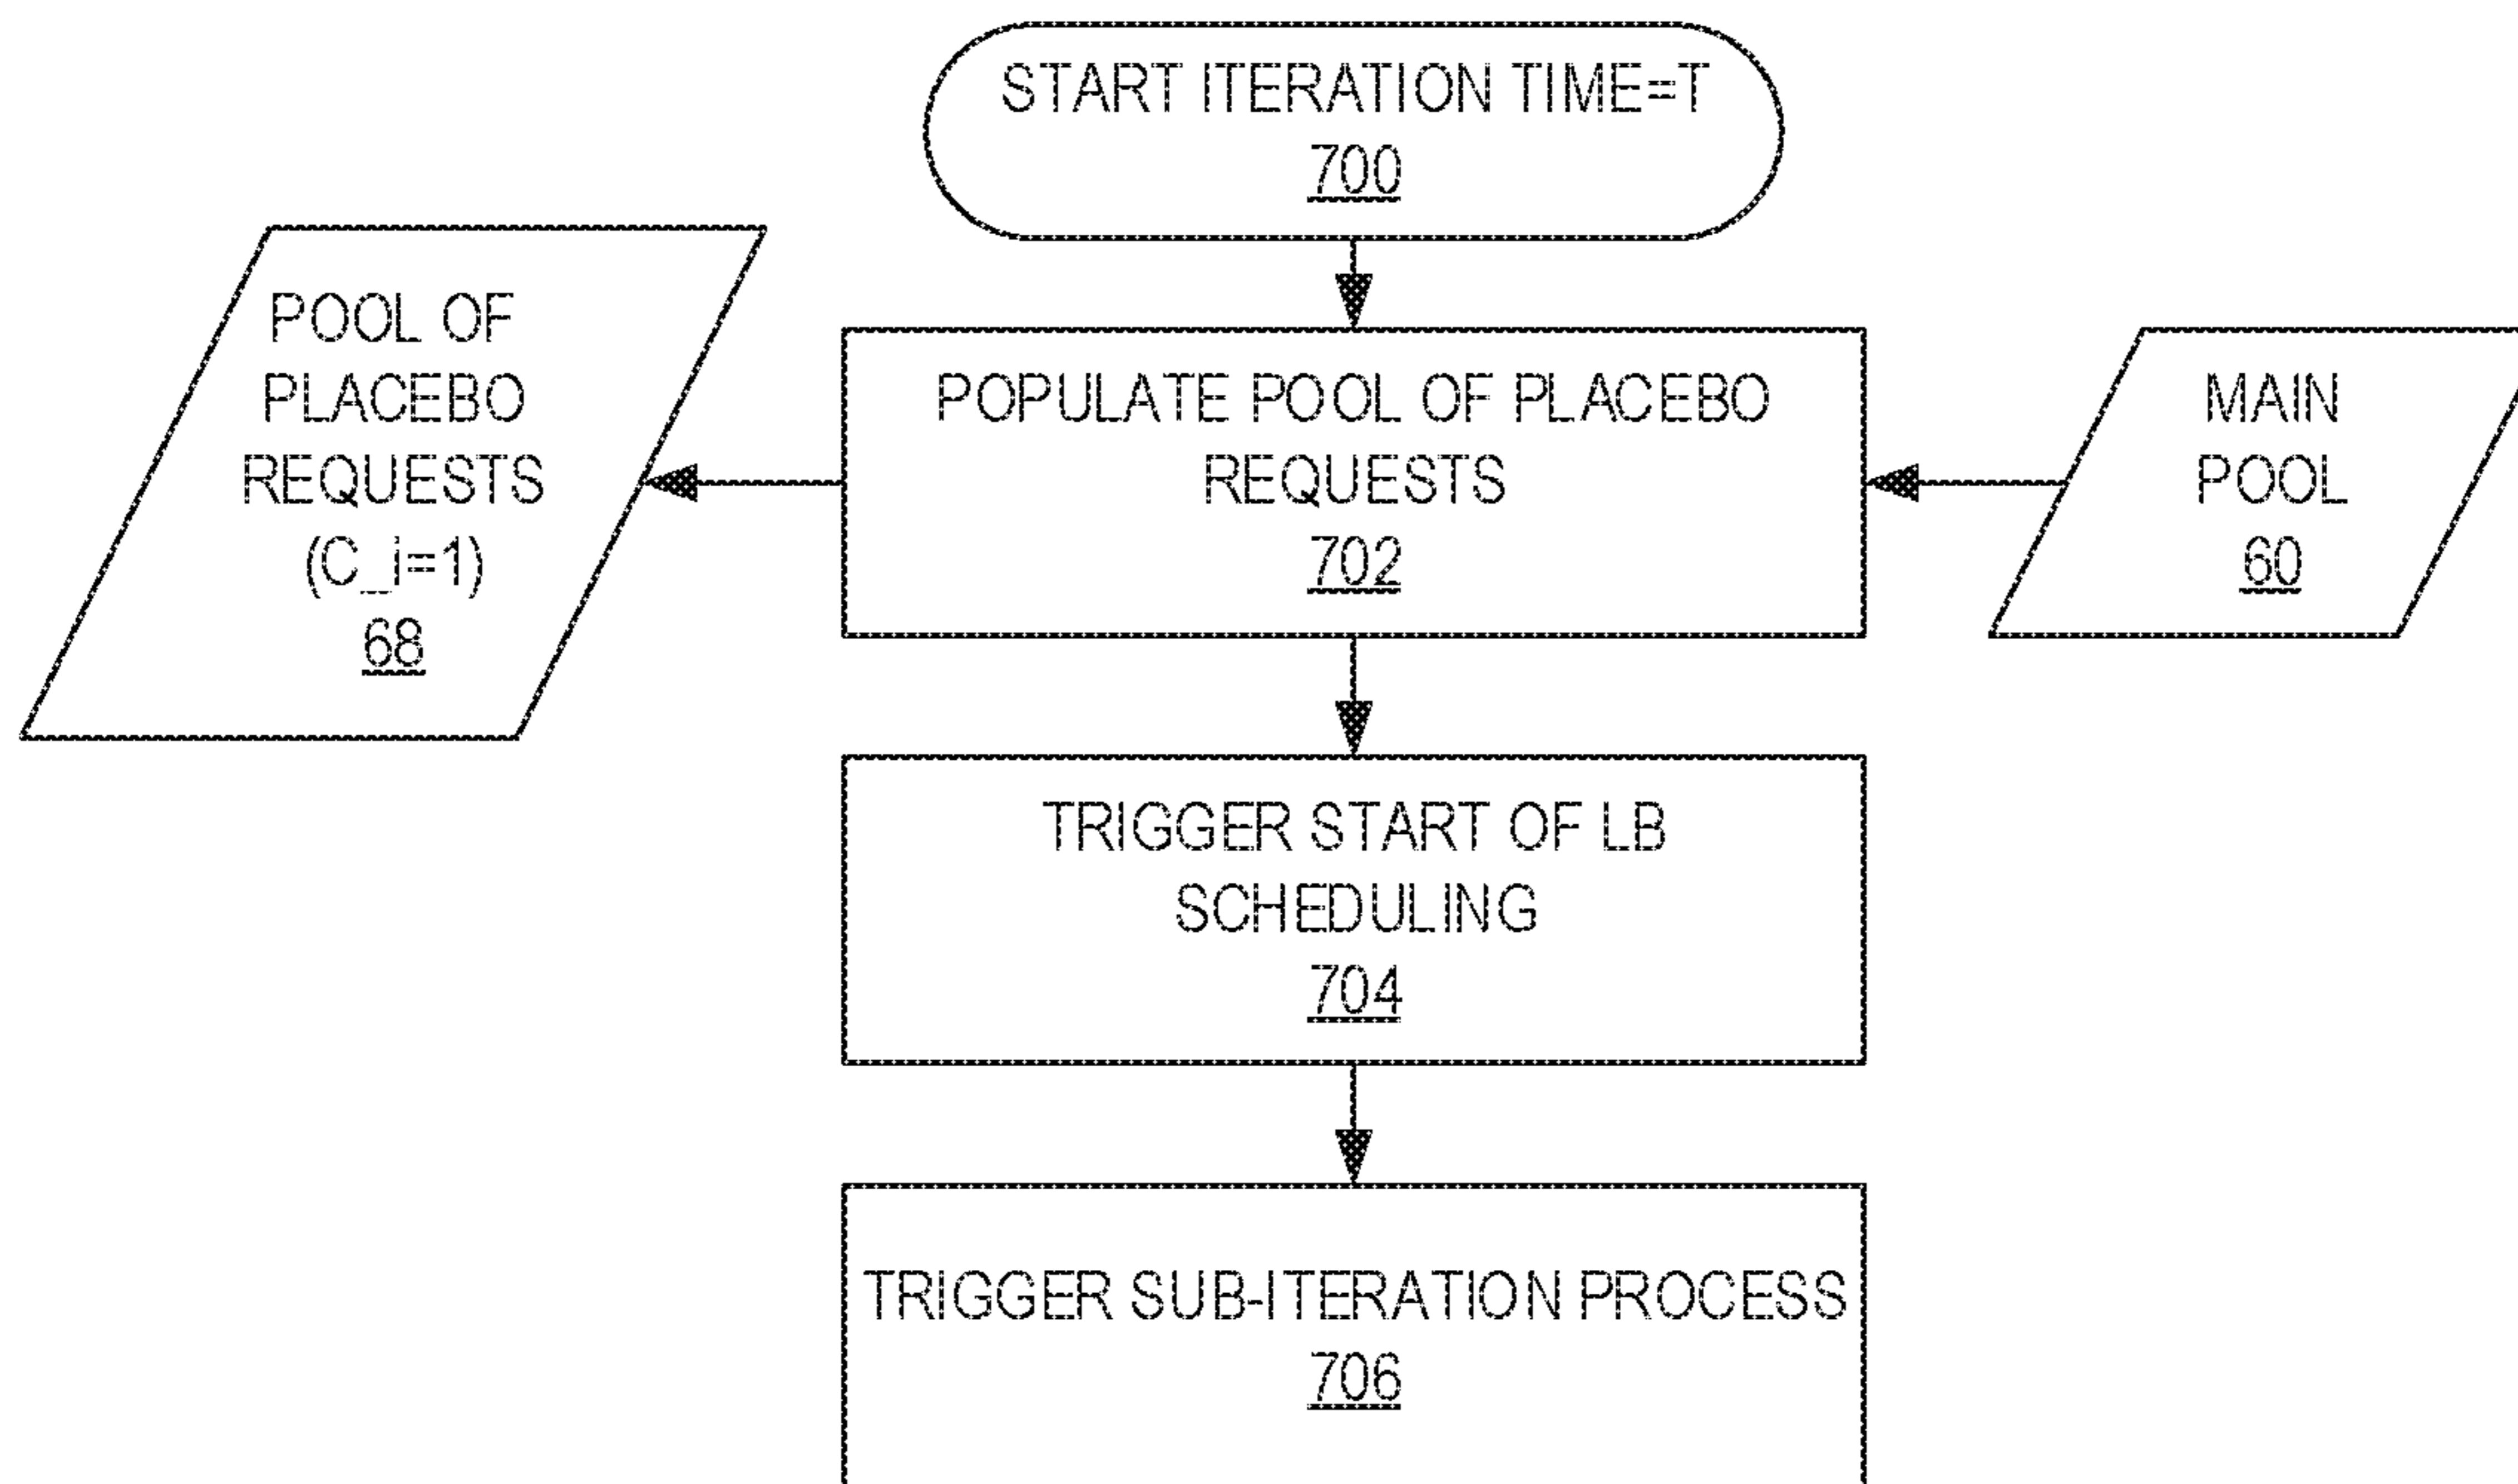 START ITERATION TIME=T
700
POOL OF
PLACEBO
REQUESTS
(C_i=1)
68
POPULATE POOL OF PLACEBO
REQUESTS
702
MAIN
POOL
60
TRIGGER START OF LB
SCHEDULING
704
TRIGGER SUB-ITERATION PROCESS
706